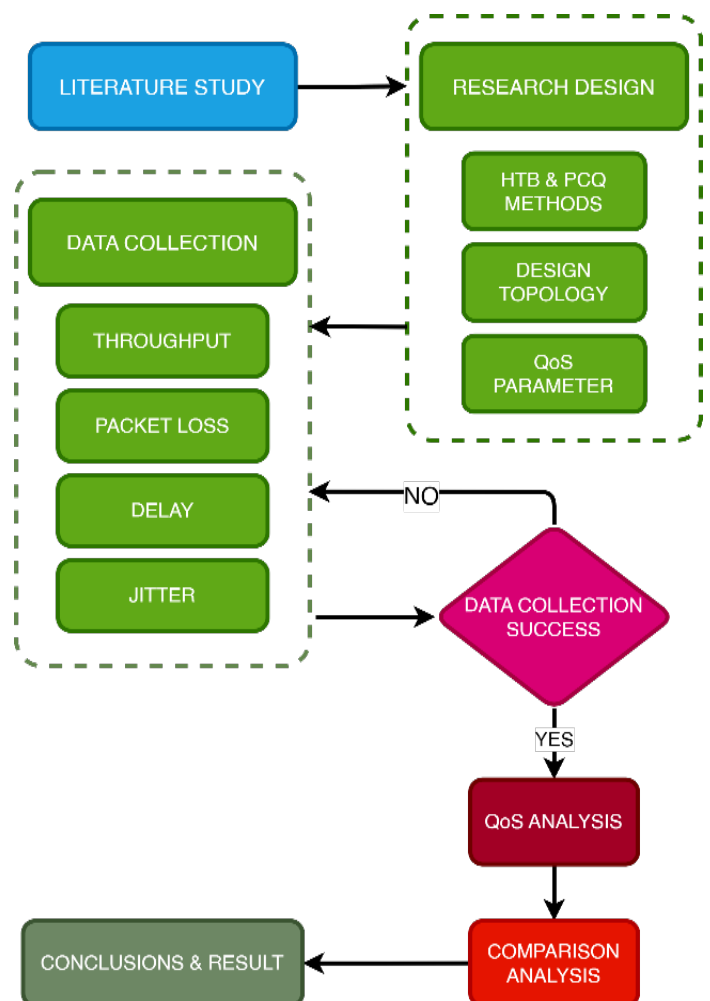 LITERATURE STUDY
RESEARCH DESIGN
HTB & PCQ
METHODS
DESIGN
TOPOLOGY
QoS
PARAMETER
DATA COLLECTION
THROUGHPUT
PACKET LOSS
DELAY
JITTER
NO
DATA COLLECTION
SUCCESS
YES
QoS ANALYSIS
COMPARISON
ANALYSIS
CONCLUSIONS & RESULT